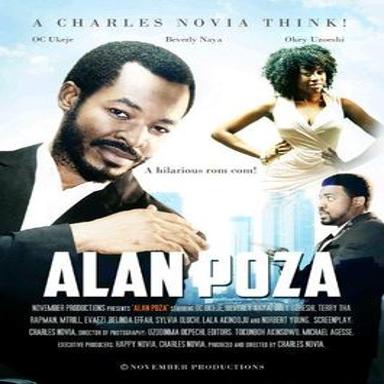 A CHARLES NOVIA THINK!
OC Ukeje Beverly Naya Okey Uzoeshi
A hilarious rom com!
ALAN POZA
NOVEMBER PRODUCTIONS PRESENTS "ALAN POZA" STARRING OC UKEJE, BEVERLY NAYA, OKEY UZOESHI, TERRY THA
RAPMAN, MTRILL, EVAEZI, BELINDA EFFAH, SYLVIA OLUCHI, LALA AKINDOJU AND NORBERT YOUNG. SCREENPLAY,
CHARLES NOVIA. DIRECTOR OF PHOTOGRAPHY, UZODINMA OKPECHI, EDITORS, TOKUNBOH AKINSOWO, MICHAEL AGESSE.
EXECUTIVE PRODUCERS, HAPPY NOVIA, CHARLES NOVIA. PRODUCED AND DIRECTED BY CHARLES NOVIA.
©NOVEMBER PRODUCTIONS